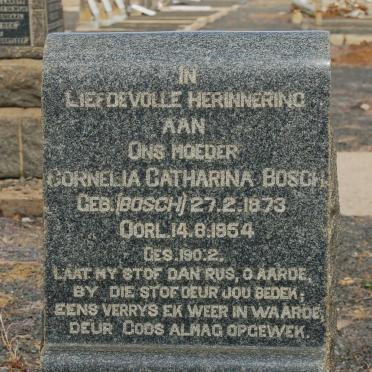 IN
LIEFDEVOLLE HERINNERING
AAN
ONS MOEDER
CORNELIA CATHARINA BOSCH
GEB. (BOSCH) 27.2.1873
OORL. 14.8.1954
GES. 190.2.
LAAT MY STOF DAN RUS, O AARDE,
BY DIE STOF DEUR JOU BEDEK;
EENS VERRYS EK WEER IN WAARDE,
DEUR GODS ALMAG OPGEWEK.